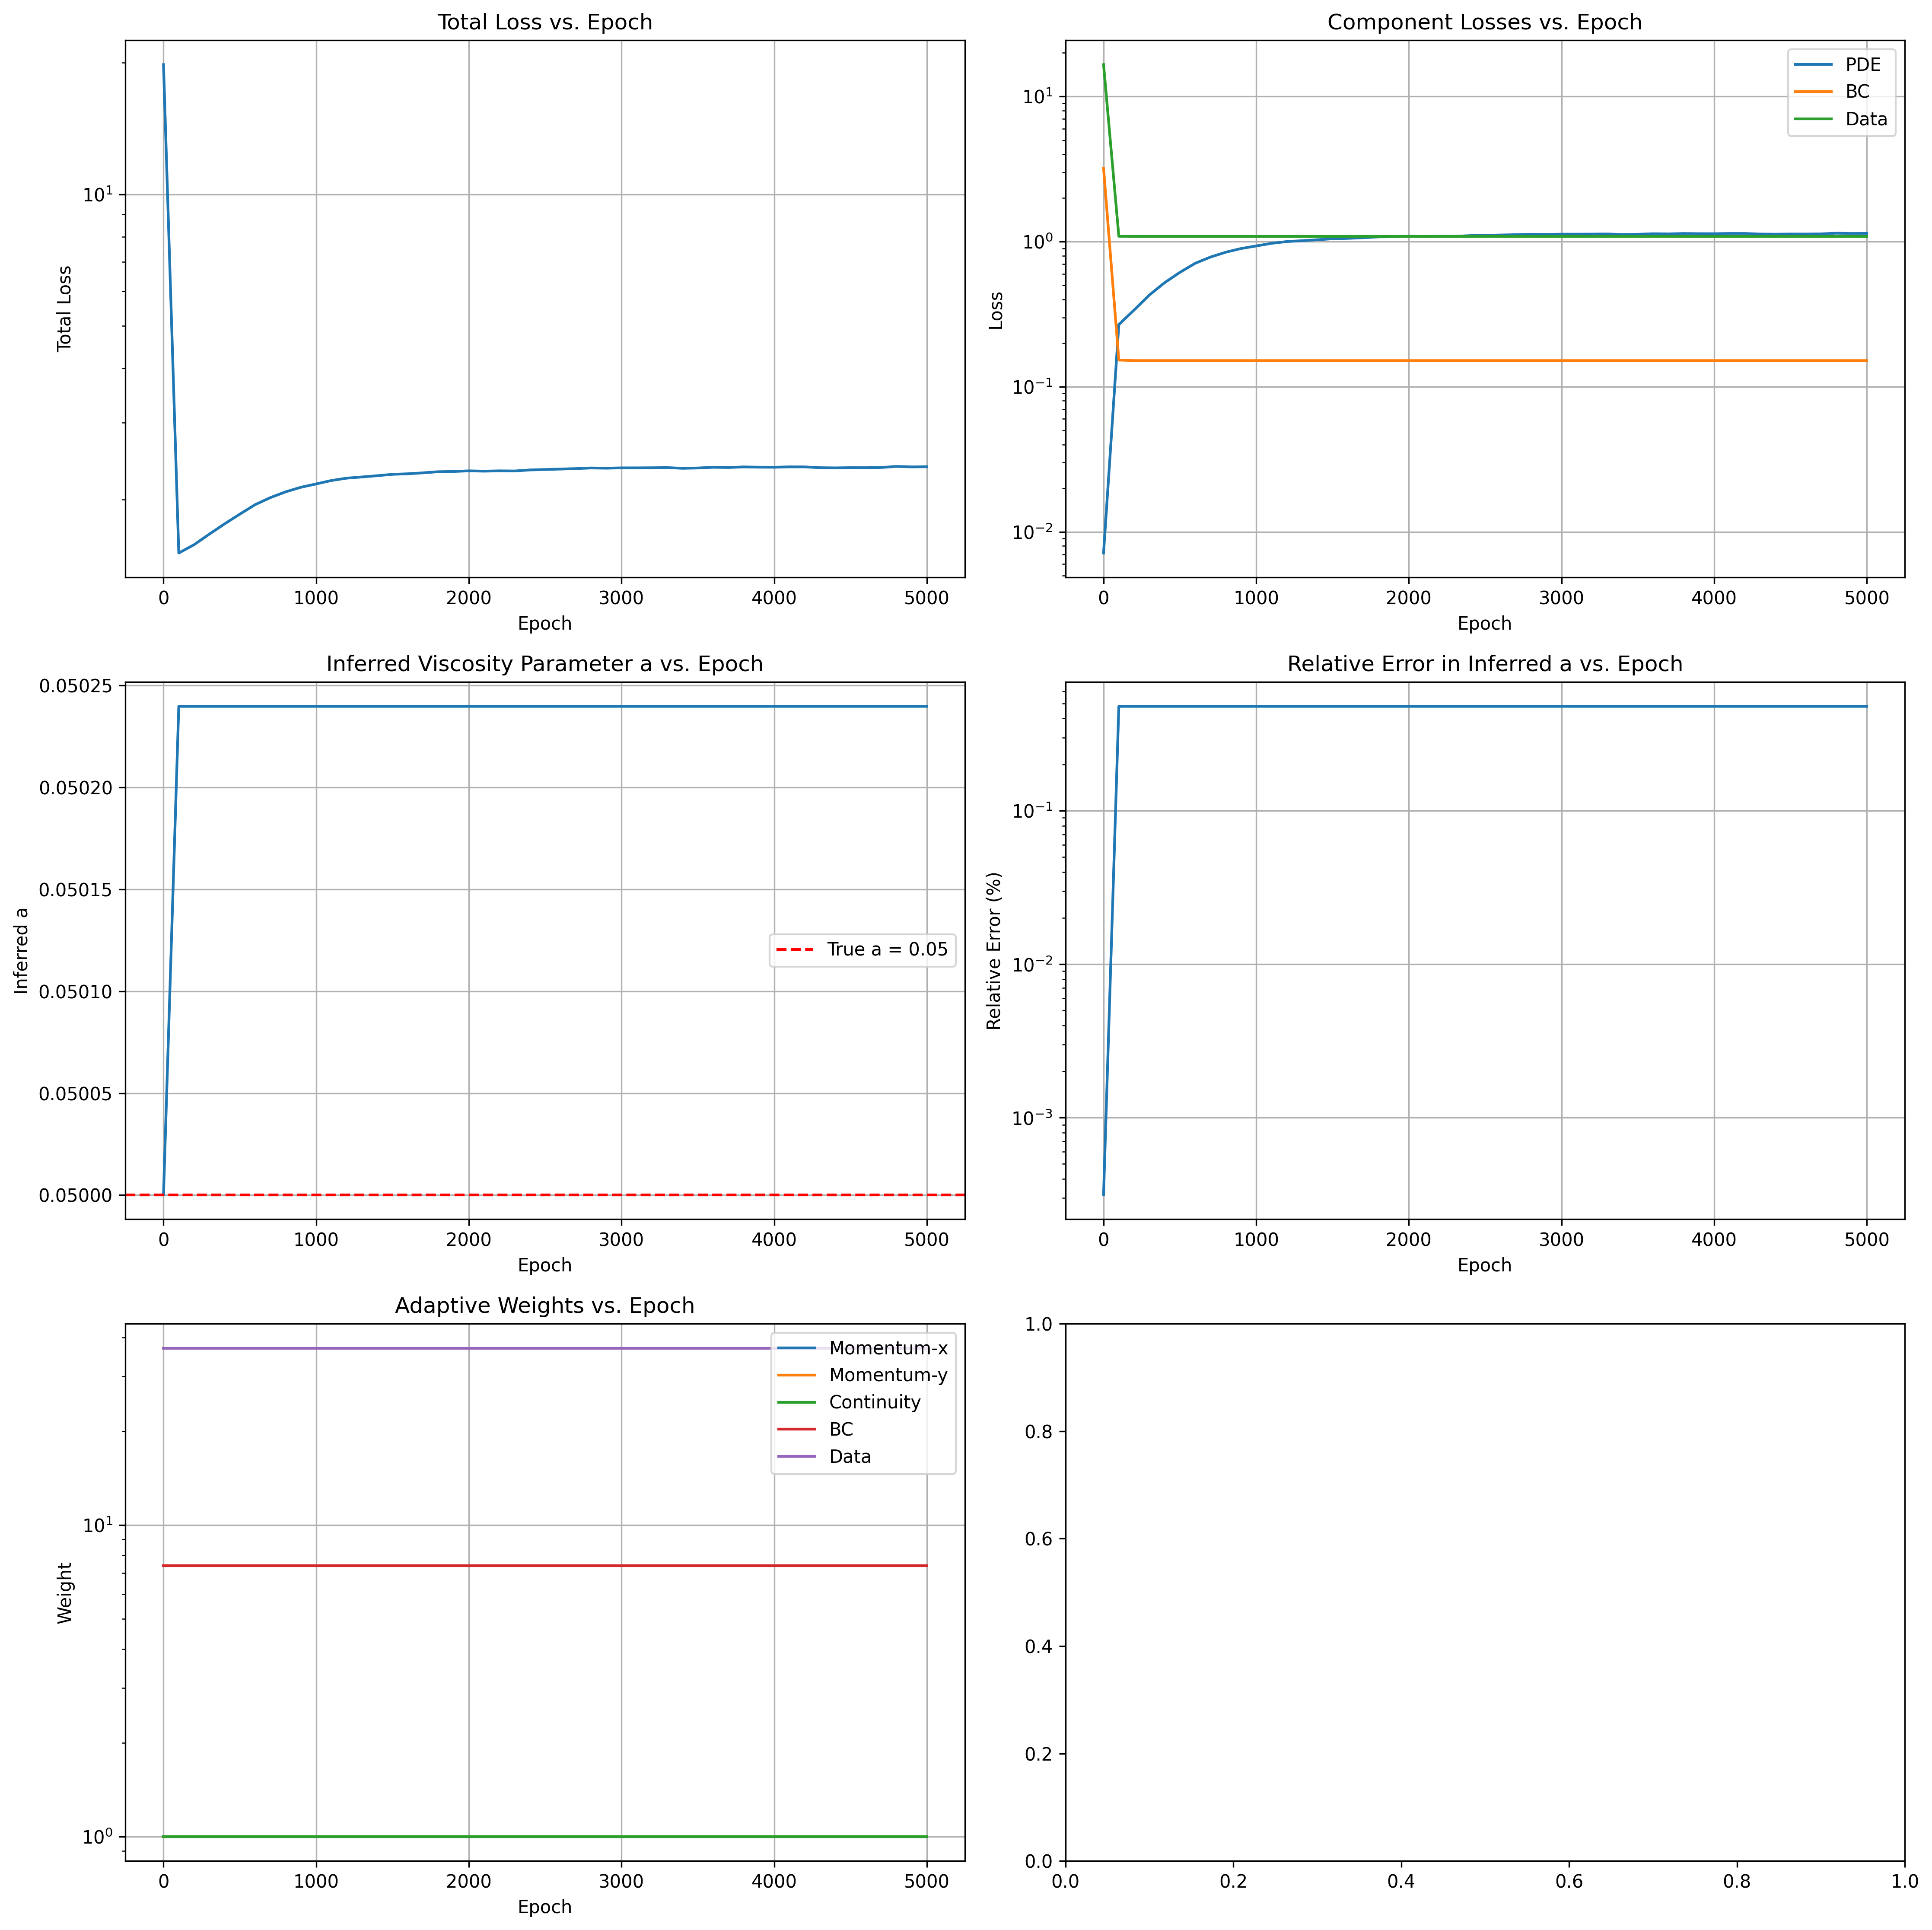 Total Loss vs. Epoch
Total Loss
10¹
0 1000 2000 3000 4000 5000
Epoch
Component Losses vs. Epoch
Loss
10¹
10⁰
10⁻¹
10⁻²
PDE
BC
Data
0 1000 2000 3000 4000 5000
Epoch
Inferred Viscosity Parameter a vs. Epoch
Inferred a
0.05025
0.05020
0.05015
0.05010
0.05005
0.05000
True a = 0.05
0 1000 2000 3000 4000 5000
Epoch
Relative Error in Inferred a vs. Epoch
Relative Error (%)
10⁻¹
10⁻²
10⁻³
0 1000 2000 3000 4000 5000
Epoch
Adaptive Weights vs. Epoch
Weight
10¹
10⁰
Momentum-x
Momentum-y
Continuity
BC
Data
0 1000 2000 3000 4000 5000
Epoch
1.0
0.8
0.6
0.4
0.2
0.0
0.0 0.2 0.4 0.6 0.8 1.0